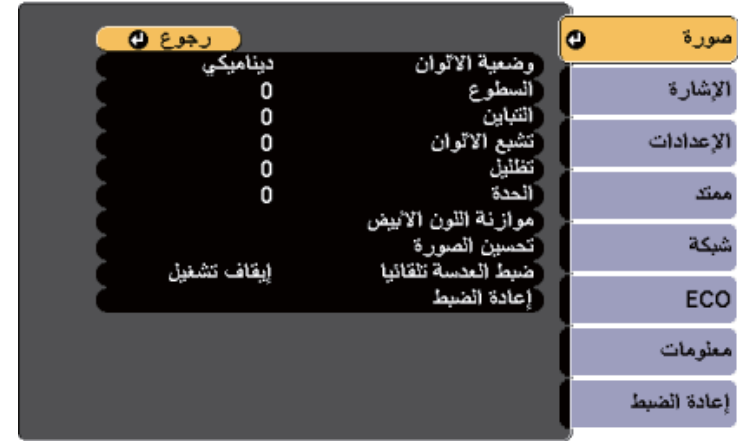 صورة
الإشارة
الإعدادات
ممتد
شبكة
ECO
معلومات
إعادة الضبط
رجوع
وضعية الألوان ديناميكي
السطوع 0
التباين 0
تشبع الألوان 0
تظليل 0
الحدة 0
موازنة اللون الأبيض
تحسين الصورة
ضبط العدسة تلقائيا إيقاف تشغيل
إعادة الضبط